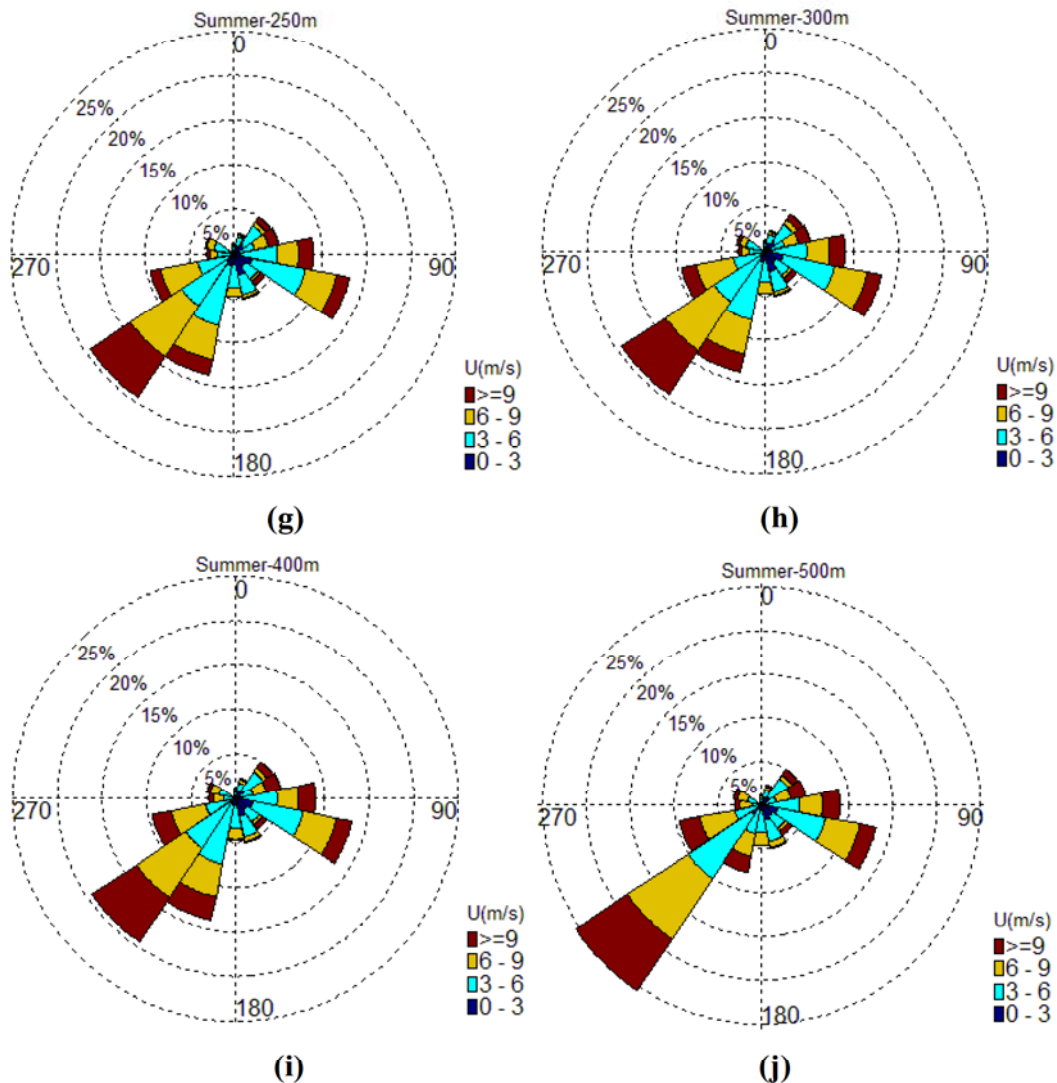 Summer-250m
0
25%
20%
15%
10%
5%
270
90
180
U(m/s)
>=9
6 - 9
3 - 6
0 - 3
(g)
Summer-300m
0
25%
20%
15%
10%
5%
270
90
180
U(m/s)
>=9
6 - 9
3 - 6
0 - 3
(h)
Summer-400m
0
25%
20%
15%
10%
5%
270
90
180
U(m/s)
>=9
6 - 9
3 - 6
0 - 3
(i)
Summer-500m
0
25%
20%
15%
10%
5%
270
90
180
U(m/s)
>=9
6 - 9
3 - 6
0 - 3
(j)